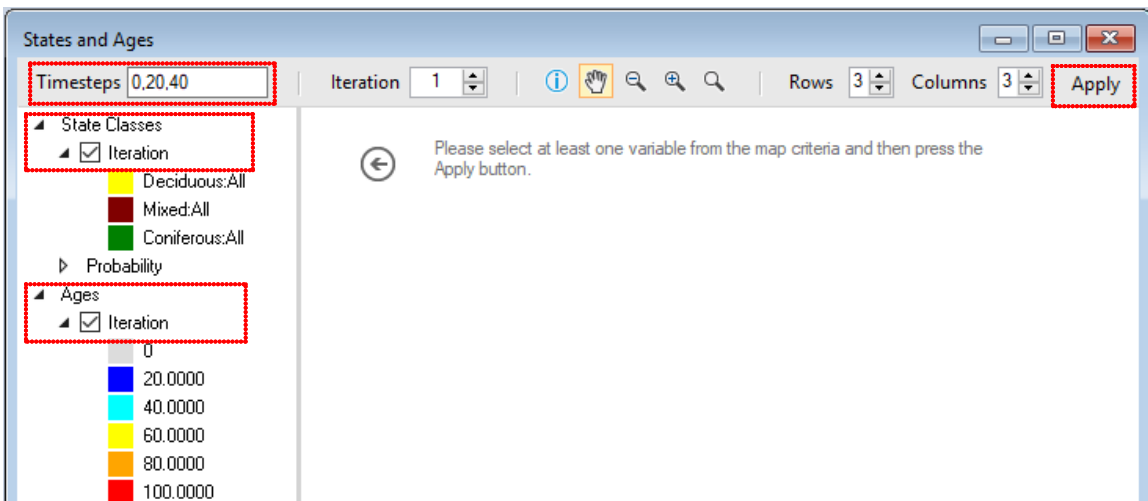 States and Ages
Timesteps 0,20,40 Iteration 1 Rows 3 Columns 3 Apply
State Classes
Iteration
Deciduous:All
Mixed:All
Coniferous:All
Probability
Ages
Iteration
0
20.0000
40.0000
60.0000
80.0000
100.0000
Please select at least one variable from the map criteria and then press the
Apply button.